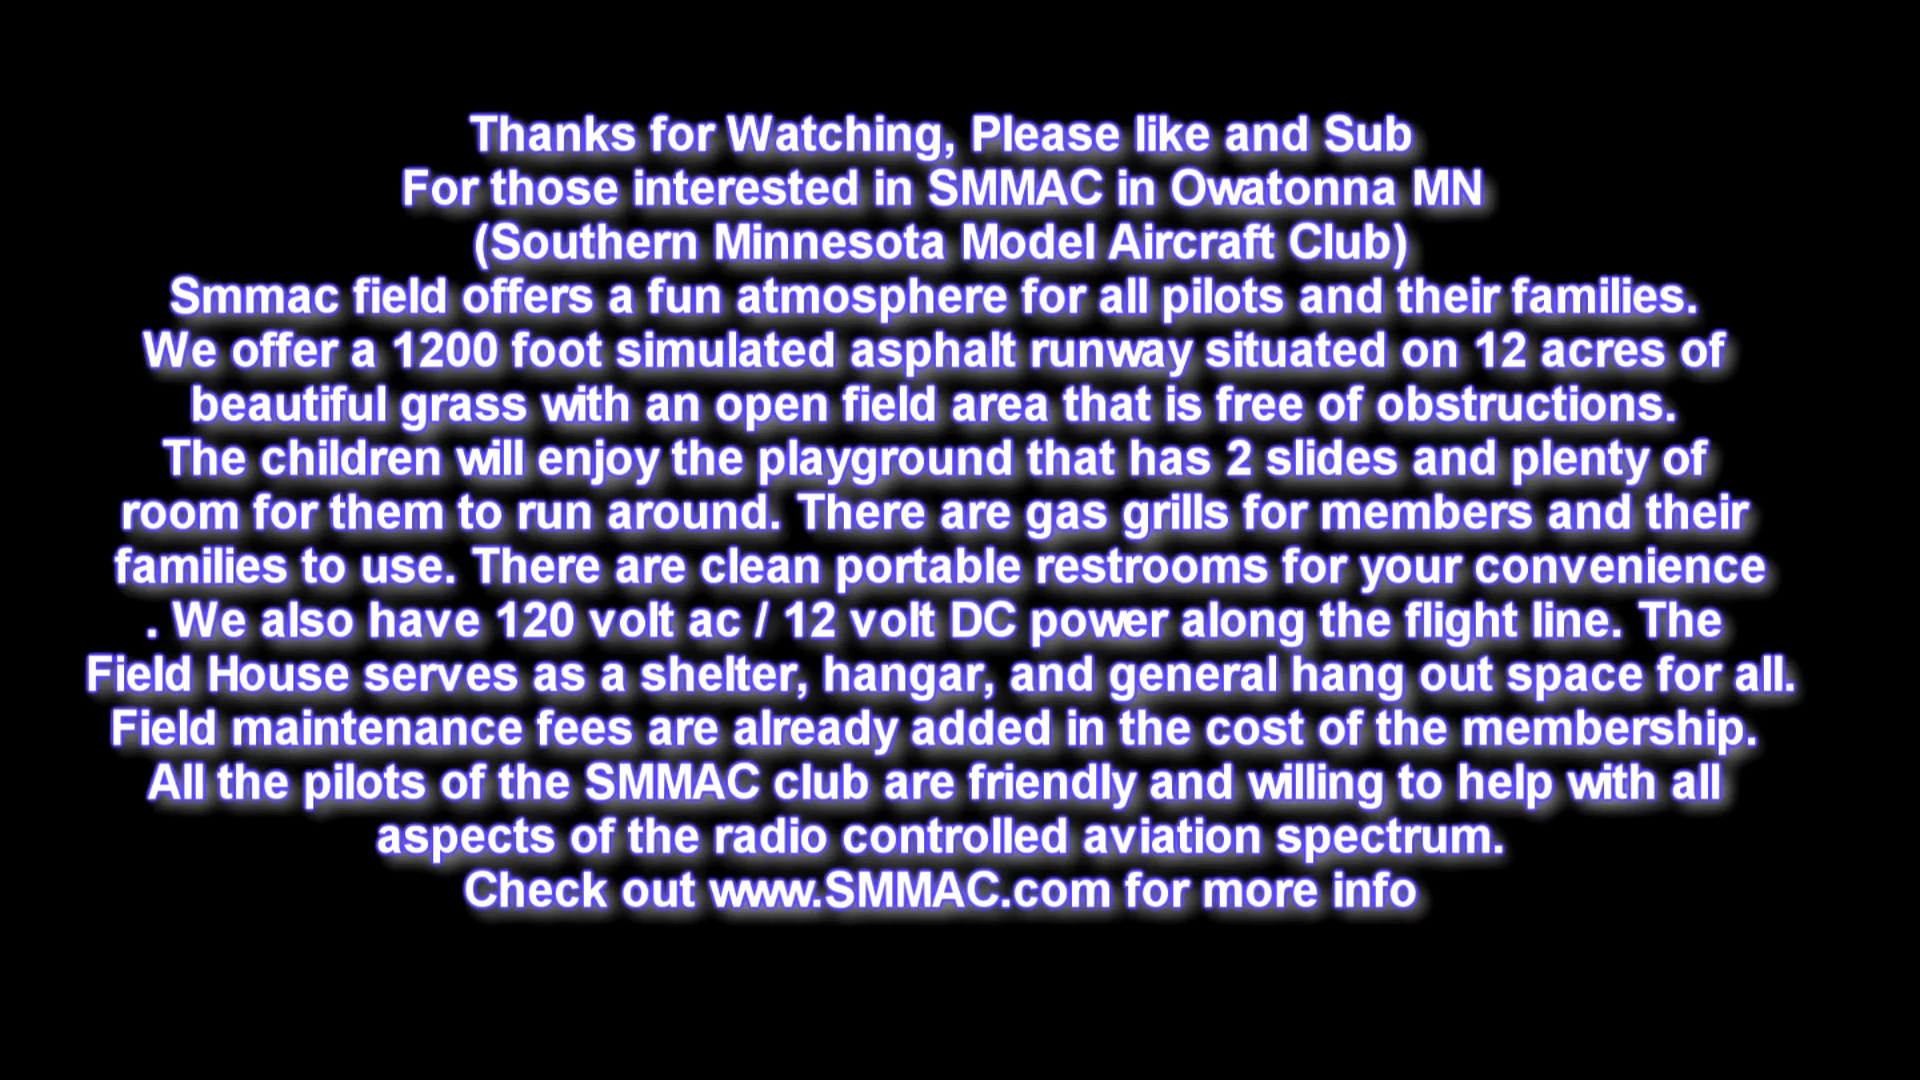 Thanks for Watching, Please like and Sub
For those interested in SMMAC in Owatonna MN
(Southern Minnesota Model Aircraft Club)
Smmac field offers a fun atmosphere for all pilots and their families.
We offer a 1200 foot simulated asphalt runway situated on 12 acres of
beautiful grass with an open field area that is free of obstructions.
The children will enjoy the playground that has 2 slides and plenty of
room for them to run around. There are gas grills for members and their
families to use. There are clean portable restrooms for your convenience
. We also have 120 volt ac / 12 volt DC power along the flight line. The
Field House serves as a shelter, hangar, and general hang out space for all.
Field maintenance fees are already added in the cost of the membership.
All the pilots of the SMMAC club are friendly and willing to help with all
aspects of the radio controlled aviation spectrum.
Check out www.SMMAC.com for more info